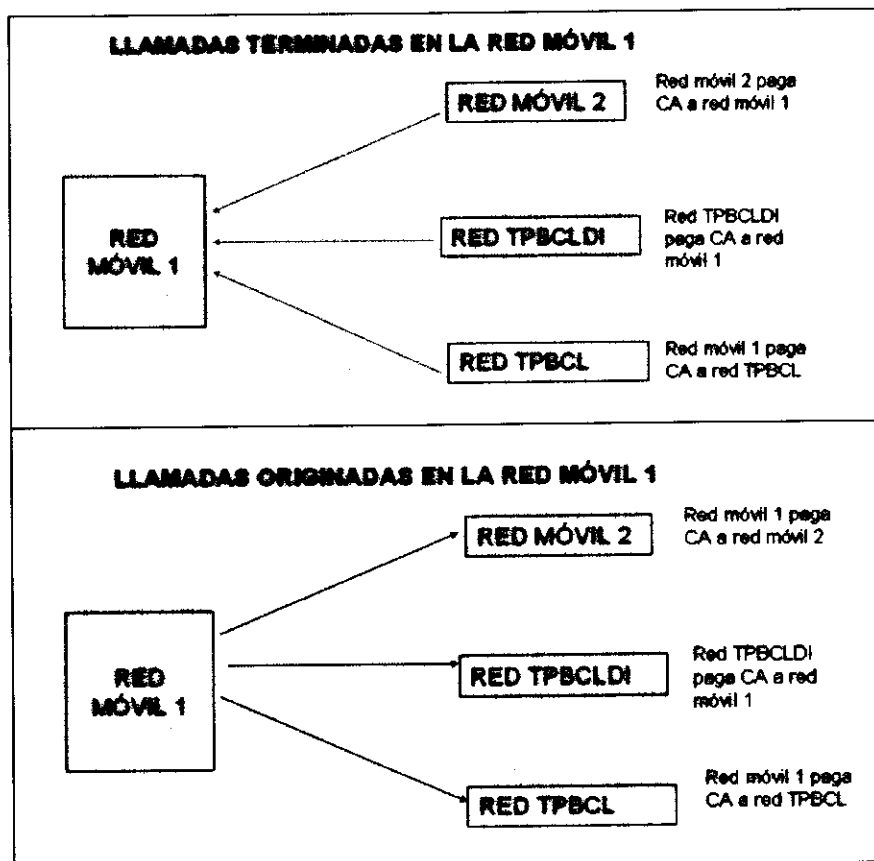 LLAMADAS TERMINADAS EN LA RED MÓVIL 1
RED MÓVIL 2
Red móvil 2 paga
CA a red móvil 1
RED
MÓVIL 1
RED TPBCLDI
Red TPBCLDI
paga CA a red
móvil 1
RED TPBCL
Red móvil 1 paga
CA a red TPBCL
LLAMADAS ORIGINADAS EN LA RED MÓVIL 1
RED MÓVIL 2
Red móvil 1 paga
CA a red móvil 2
RED
MÓVIL 1
RED TPBCLDI
Red TPBCLDI
paga CA a red
móvil 1
RED TPBCL
Red móvil 1 paga
CA a red TPBCL